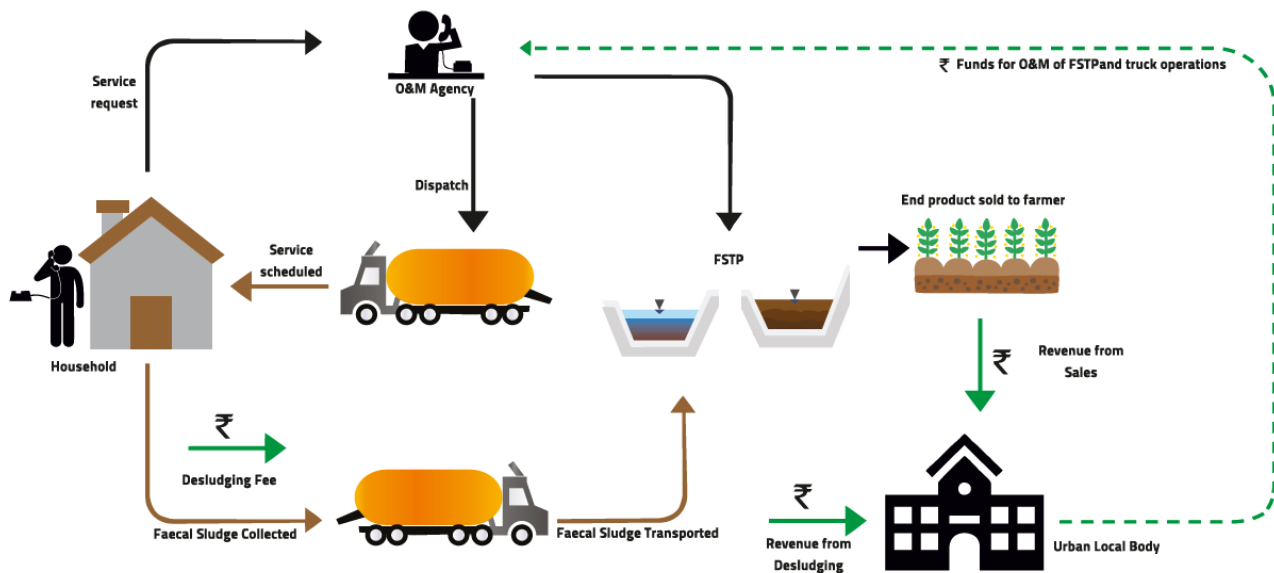 Service
request
O&M Agency
₹ Funds for O&M of FSTPand truck operations
Dispatch
End product sold to farmer
Service
scheduled
FSTP
Household
₹
Revenue from
Sales
₹
Desludging Fee
Faecal Sludge Collected
Faecal Sludge Transported
₹
Revenue from
Desludging
Urban Local Body